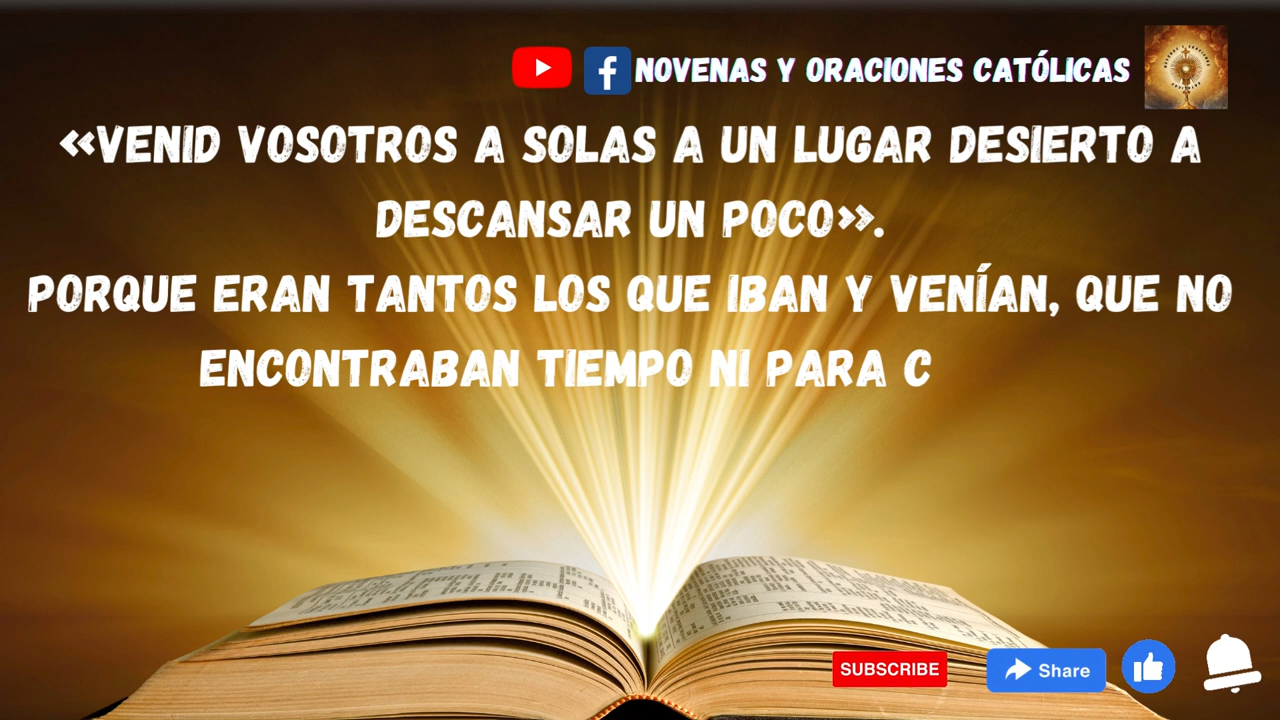 NOVENAS Y ORACIONES CATÓLICAS
«VENID VOSOTROS A SOLAS A UN LUGAR DESIERTO A
DESCANSAR UN POCO».
PORQUE ERAN TANTOS LOS QUE IBAN Y VENÍAN, QUE NO
ENCONTRABAN TIEMPO NI PARA C
SUBSCRIBE
Share